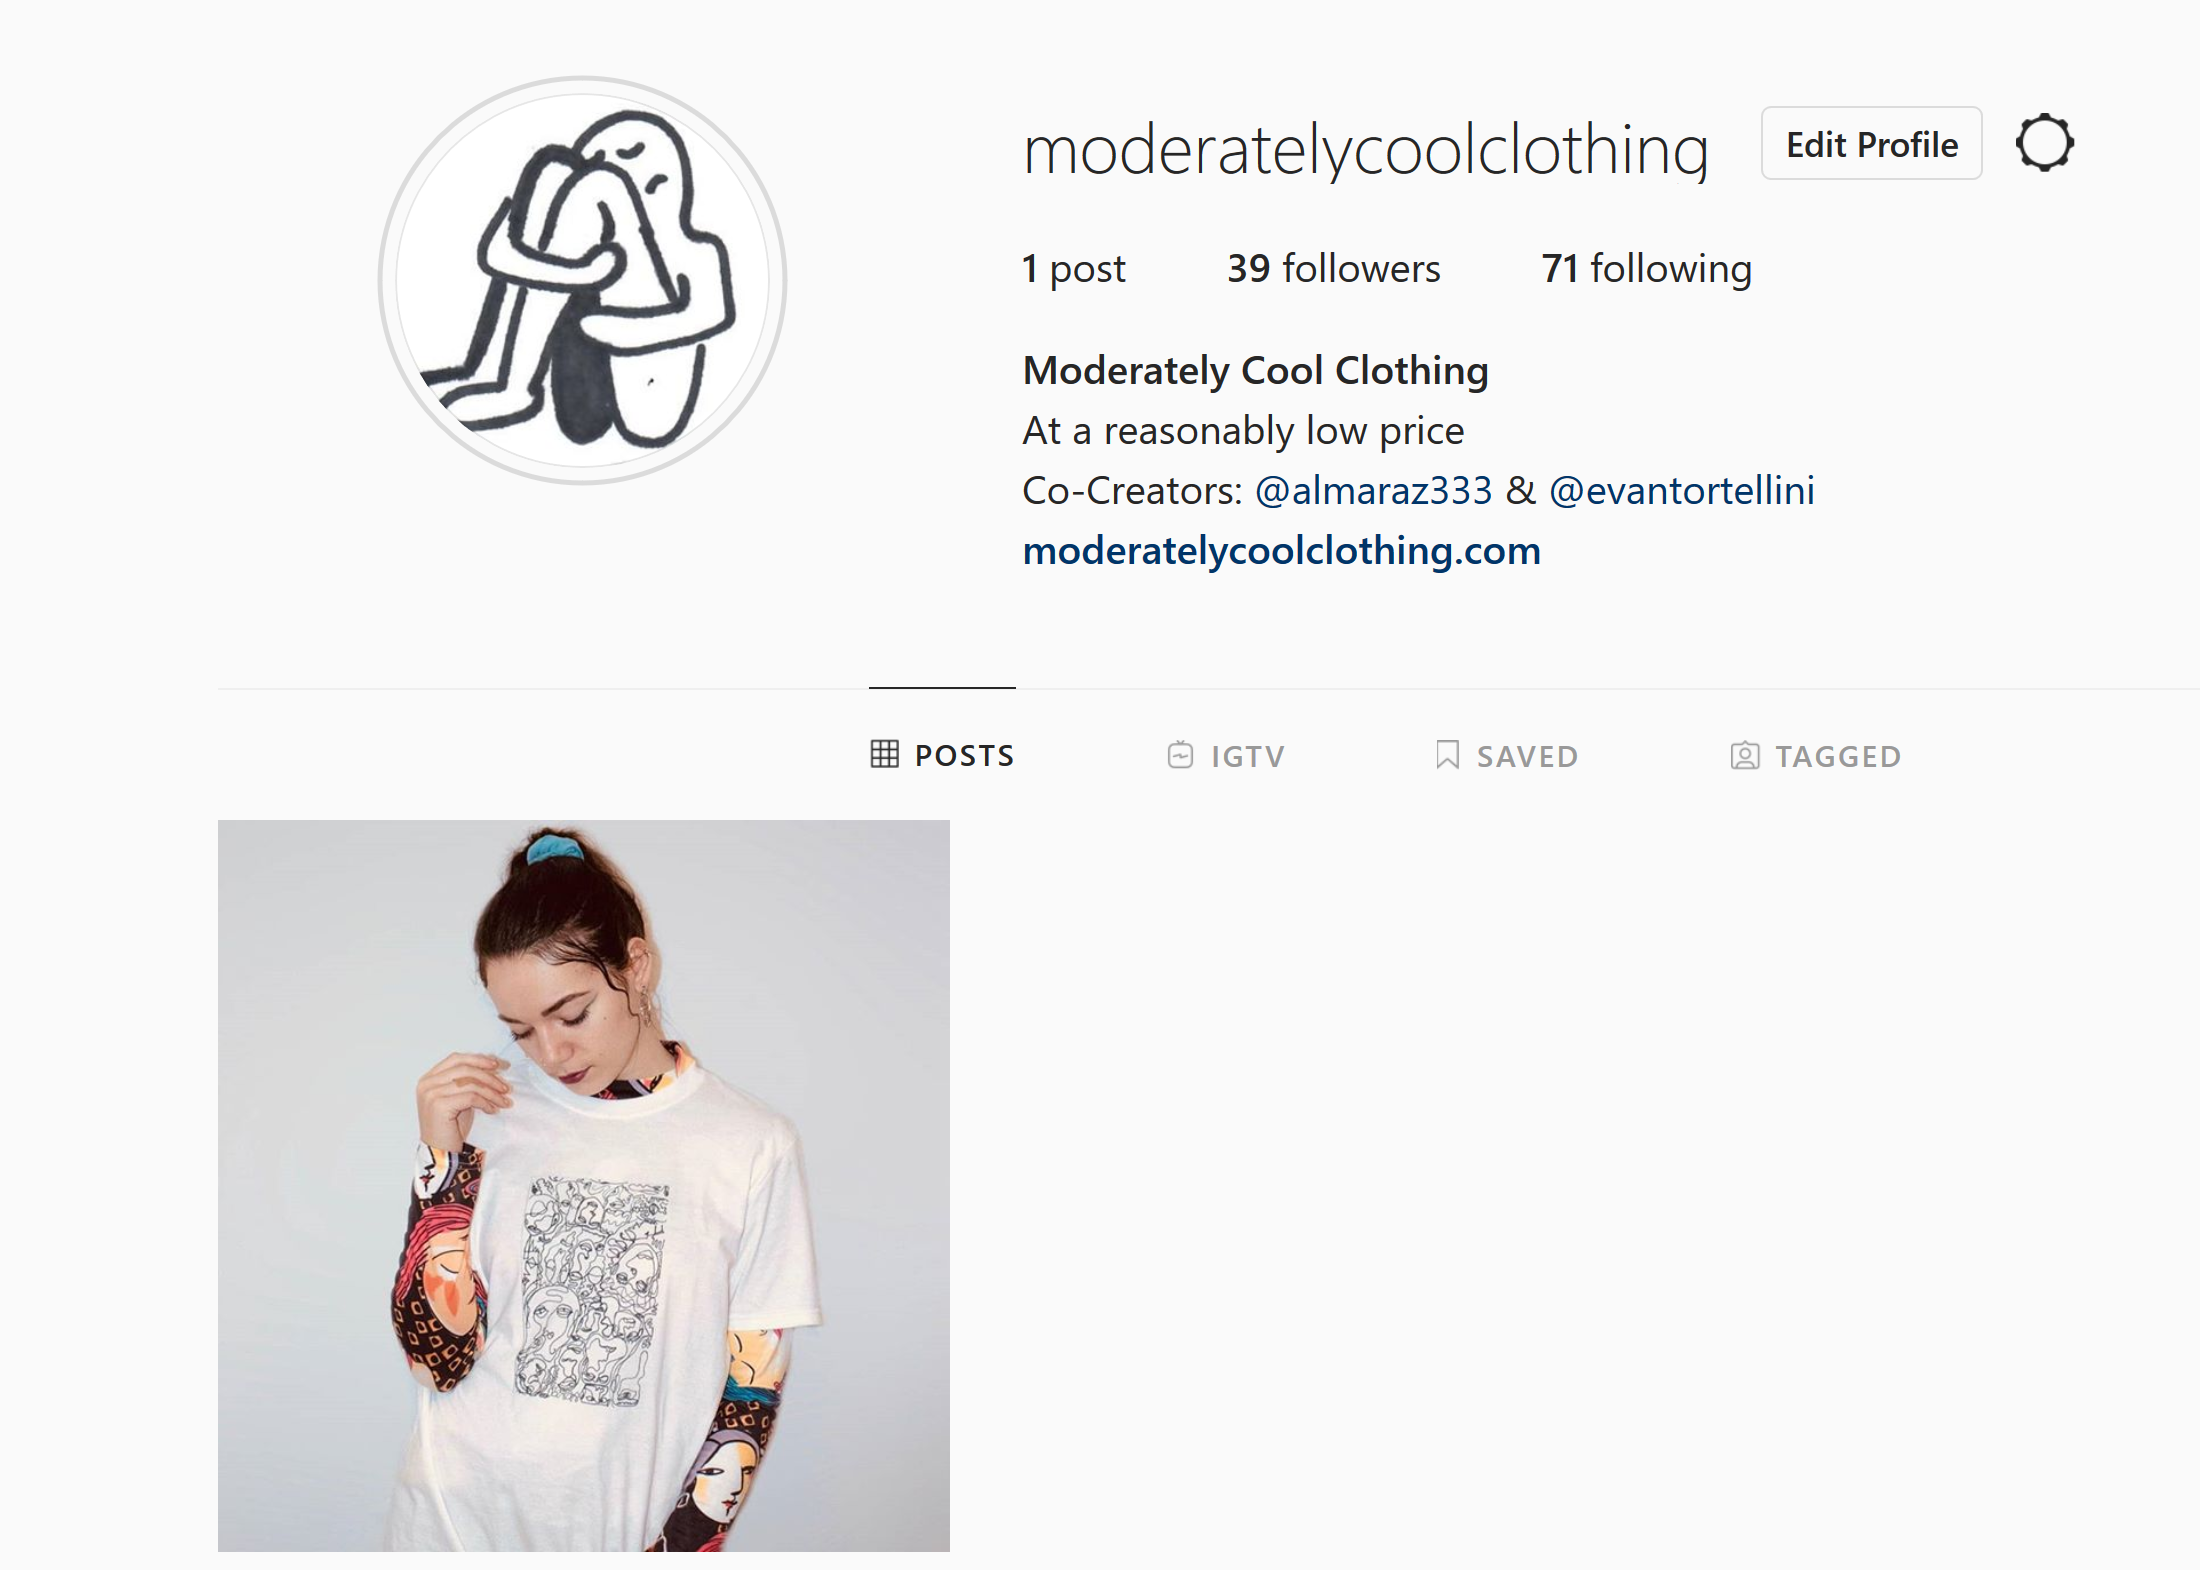 moderatelycoolclothing
Edit Profile
1 post 39 followers 71 following
Moderately Cool Clothing
At a reasonably low price
Co-Creators: @almaraz333 & @evantortellini
moderatelycoolclothing.com
POSTS IGTV SAVED TAGGED